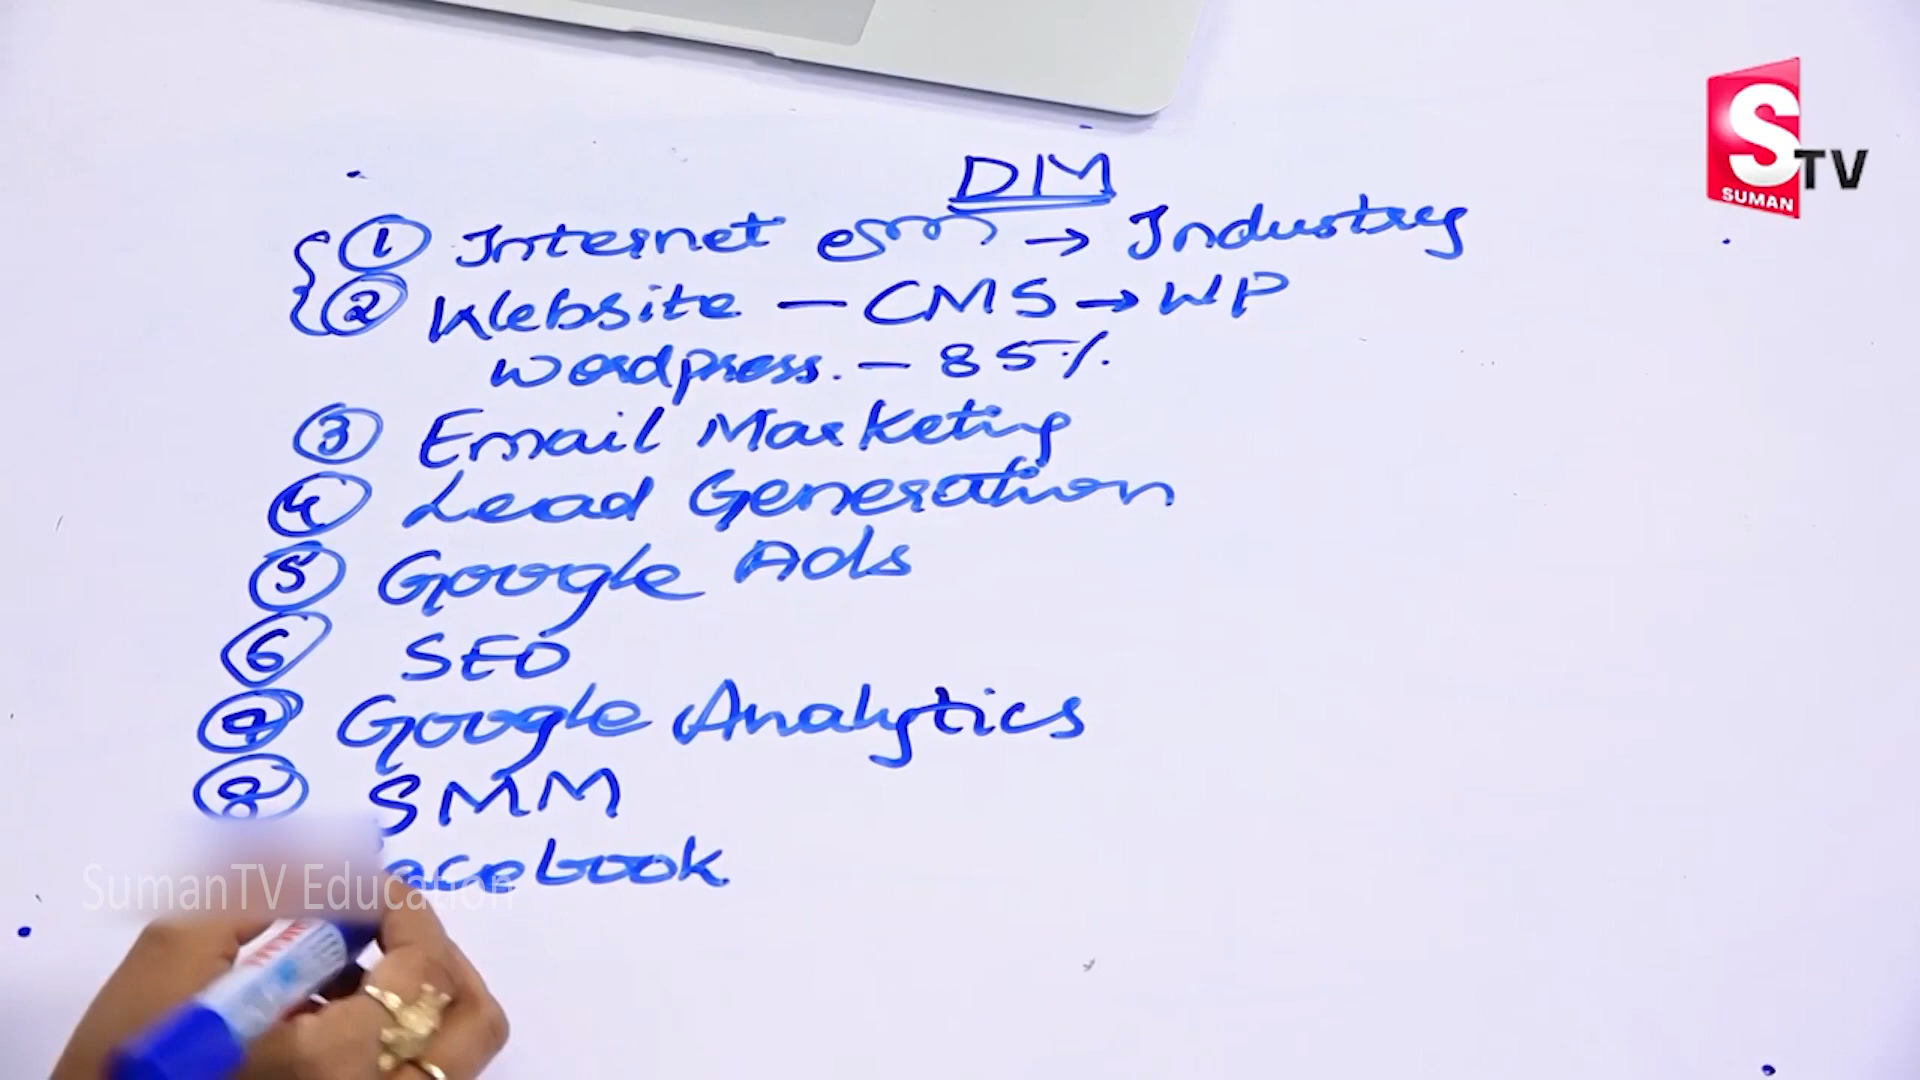 DM
① Internet → Industry
② Website - CMS → WP
Wordpress. - 85%
③ Email Marketing
④ Lead Generation
⑤ Google Ads
⑥ SEO
⑦ Google Analytics
⑧ SMM
acebook
SumanTV Education
S TV
SUMAN